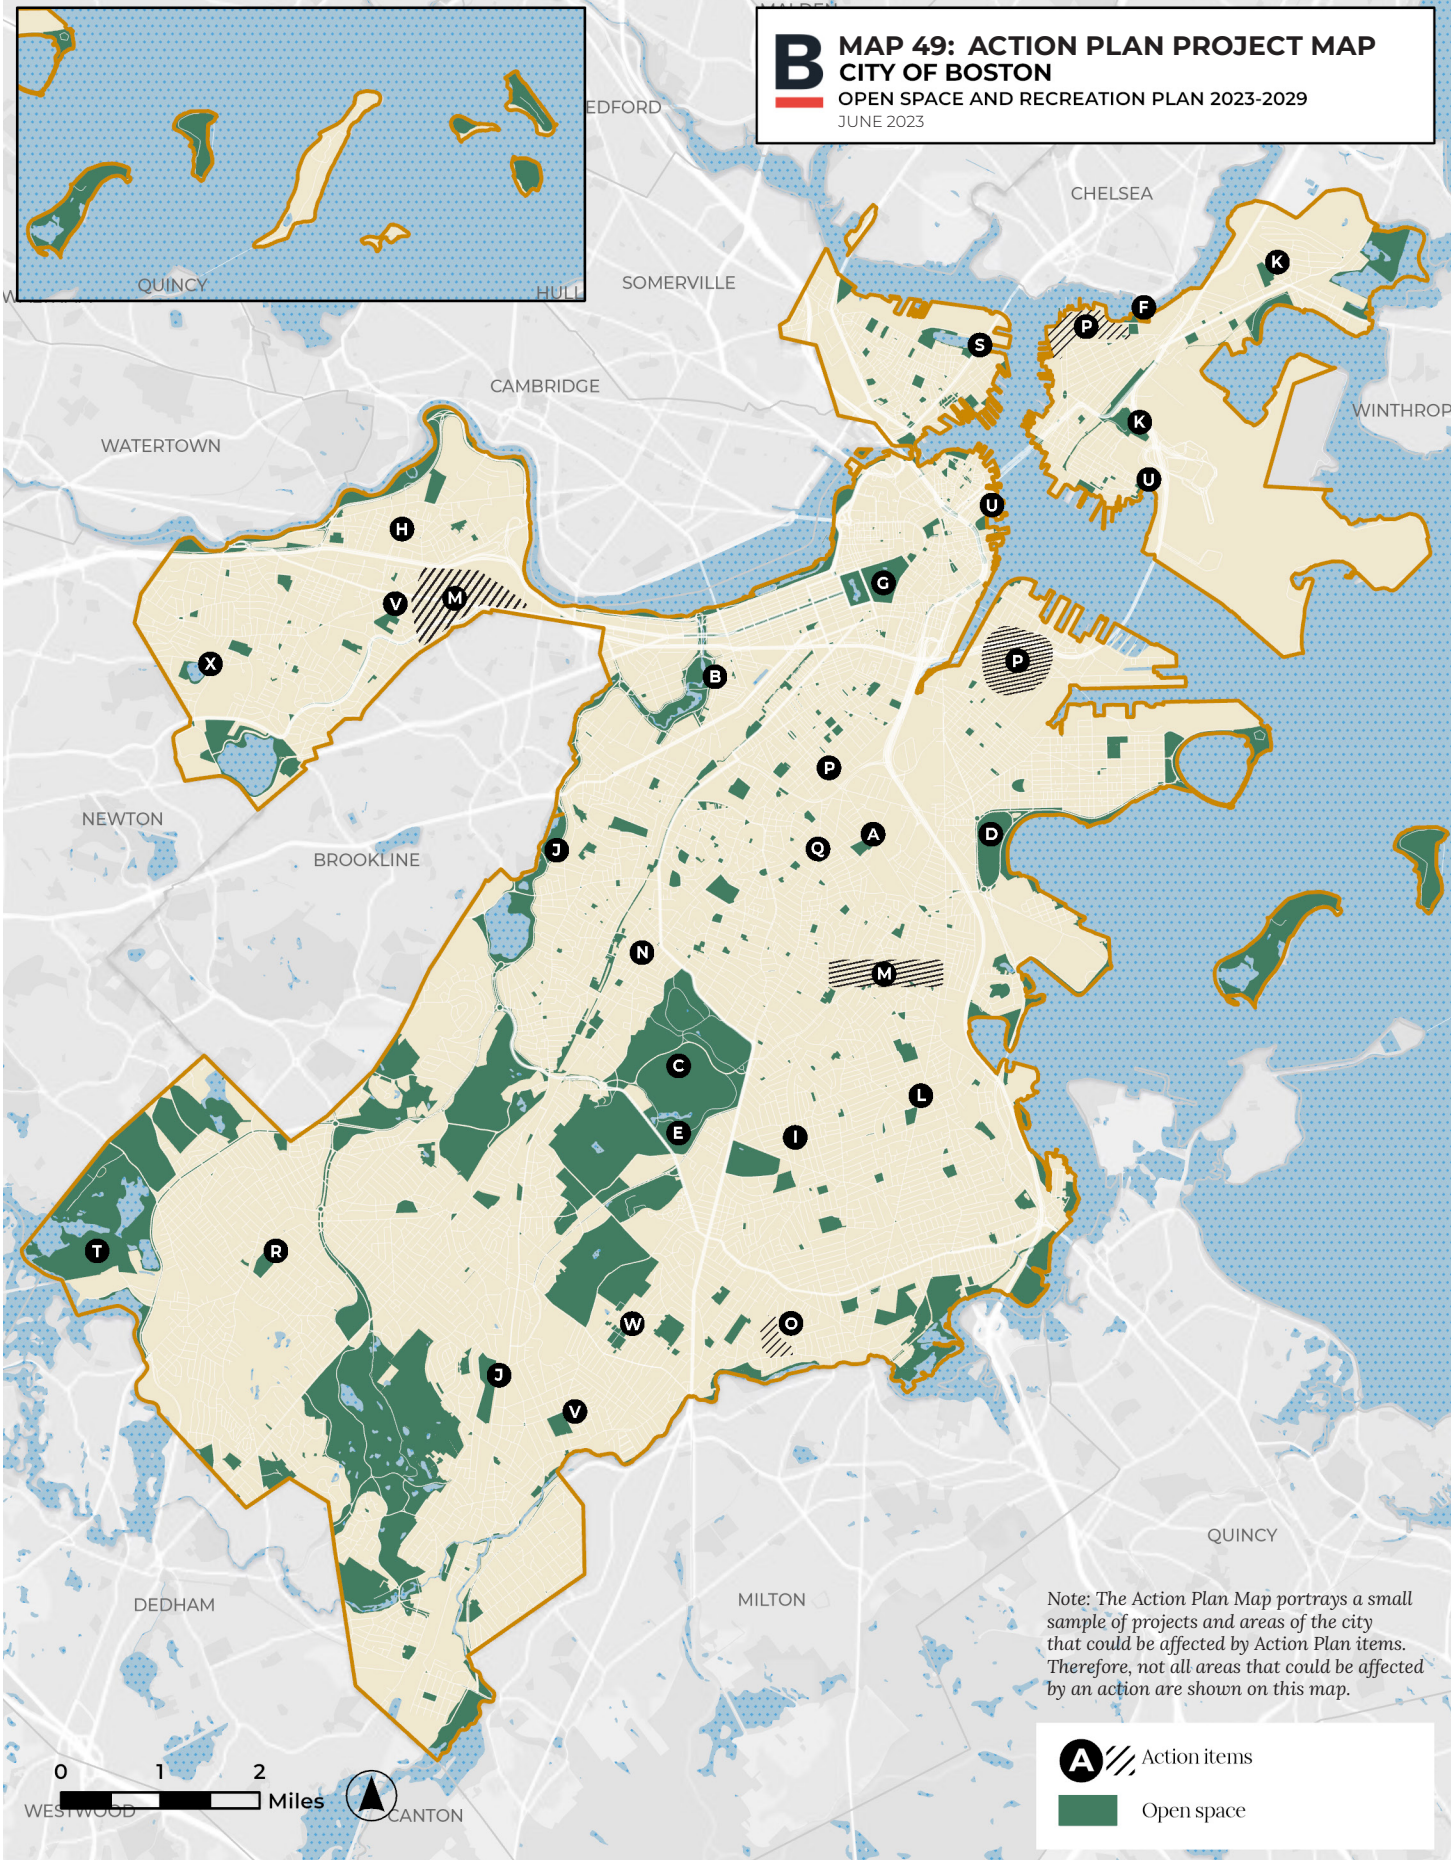 MALDEN
B
MAP 49: ACTION PLAN PROJECT MAP
CITY OF BOSTON
OPEN SPACE AND RECREATION PLAN 2023-2029
JUNE 2023
EDFORD
CHELSEA
QUINCY
HULL
SOMERVILLE
K
F
P
S
CAMBRIDGE
WINTHROP
K
WATERTOWN
U
U
H
G
V
M
X
P
B
P
NEWTON
D
A
Q
J
BROOKLINE
N
M
C
L
E
I
T
R
W
O
J
V
QUINCY
DEDHAM
MILTON
Note: The Action Plan Map portrays a small
sample of projects and areas of the city
that could be affected by Action Plan items.
Therefore, not all areas that could be affected
by an action are shown on this map.
A Action items
Open space
0 1 2
Miles
WESTWOOD
CANTON